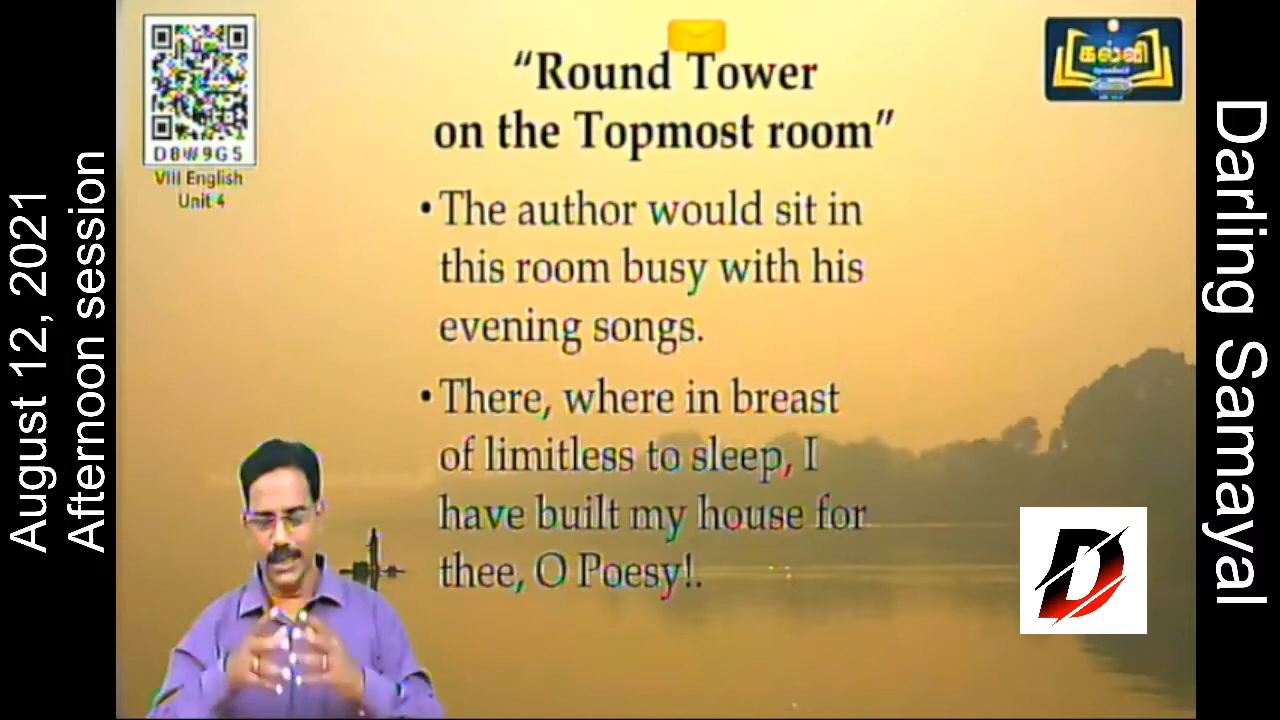 August 12, 2021
Afternoon session
D8W9G5
VIII English
Unit 4
“Round Tower
on the Topmost room”
•The author would sit in
this room busy with his
evening songs.
•There, where in breast
of limitless to sleep, I
have built my house for
thee, O Poesy!.
கல்வி
D
Darling Samayal